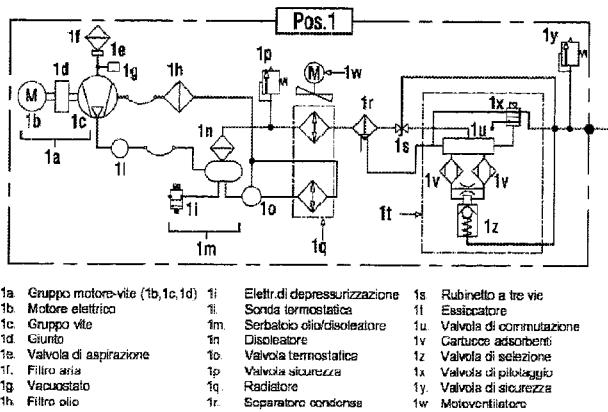 Pos.1
1f
1e
1g
1d
1h
1p
M
1w
1y
M
1b
1c
1a
1n
1r
1s
1x
1u
1l
1i
1m
1o
1q
1v
1v
1t
1z
1a. Gruppo motore-vite (1b,1c,1d)
1b. Motore elettrico
1c. Gruppo vite
1d. Giunto
1e. Valvola di aspirazione
1f. Filtro aria
1g. Vacuostato
1h. Filtro olio
1i Elettr.di depressurizzazione
1l. Sonda termostatica
1m. Serbatoio olio/disoleatore
1n Disoleatore
1o. Valvola termostatica
1p Valvola sicurezza
1q. Radiatore
1r. Separatore condensa
1s Rubinetto a tre vie
1t Essiccatore
1u. Valvola di commutazione
1v Cartucce adsorbenti
1z Valvola di selezione
1x Valvola di pilotaggio
1y. Valvola di sicurezza
1w Motoventilatore